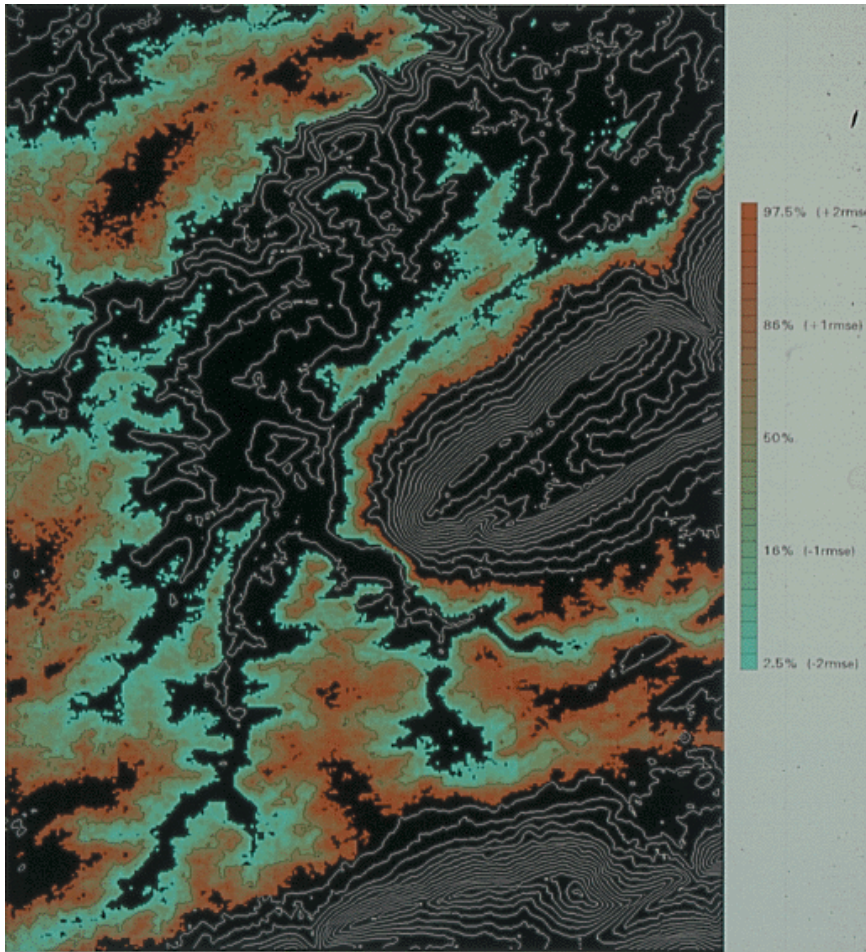 97.5% (+2rmse
86% (+1rmse)
50%
16% (-1rmse)
2.5% (-2rmse)